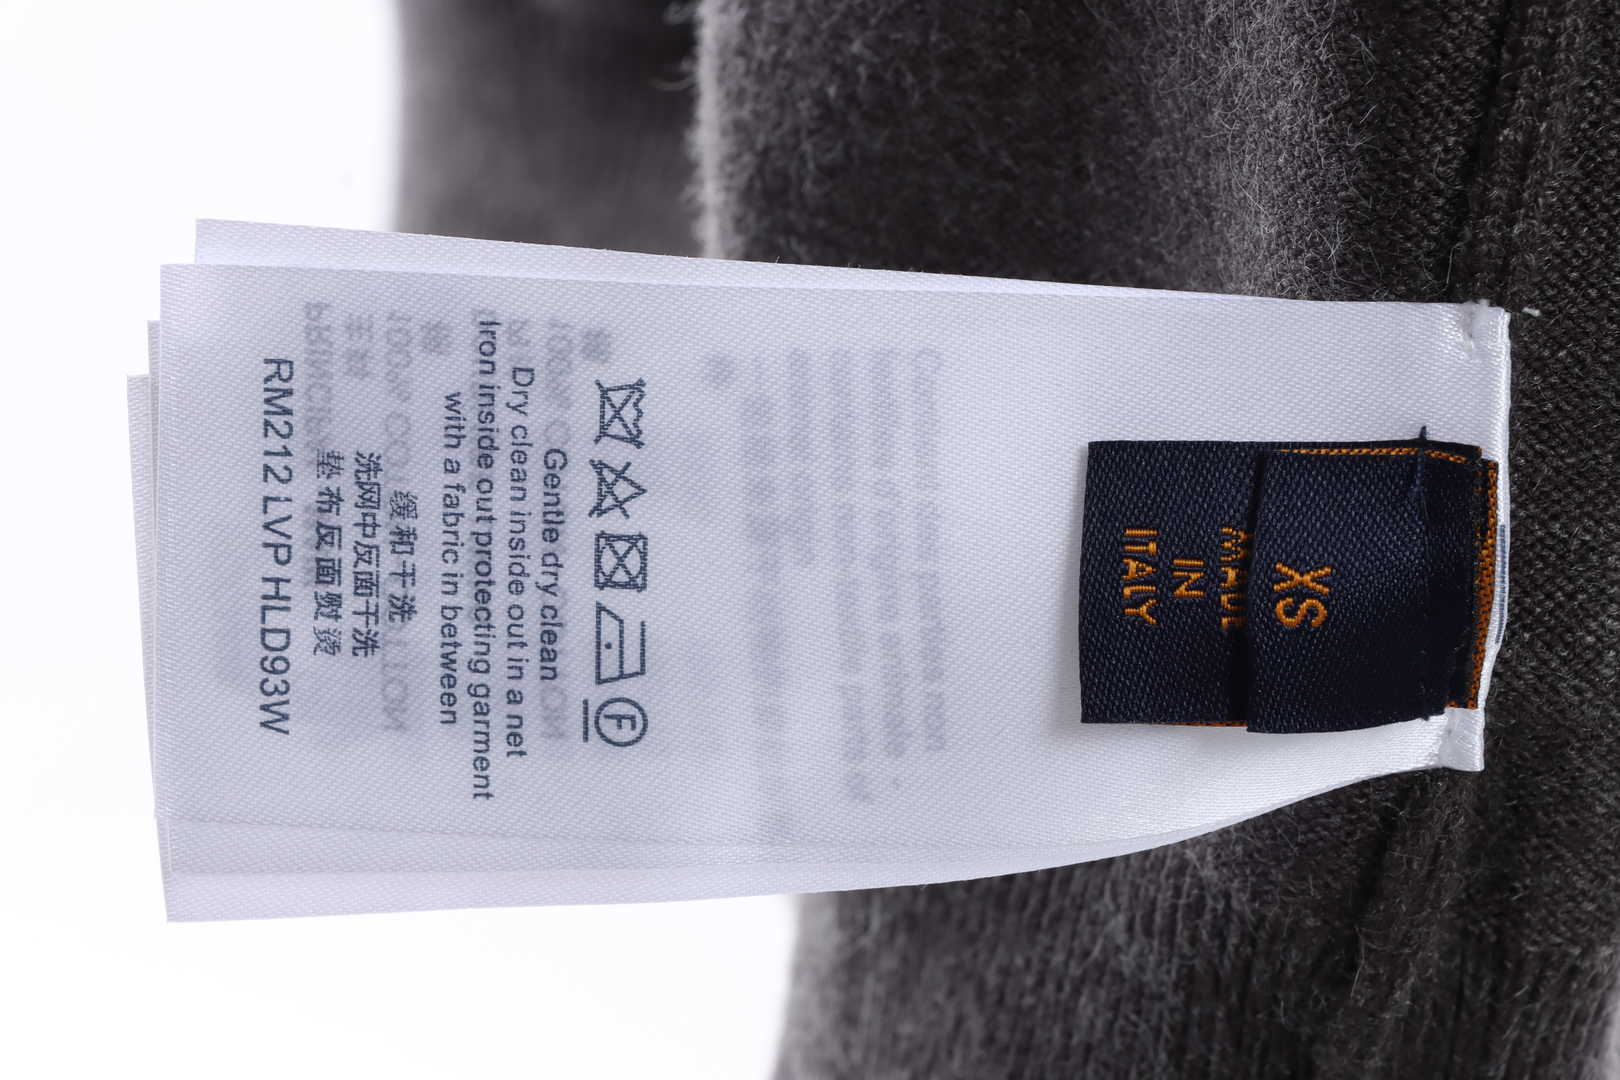 XS
MADE
IN
ITALY
F
Gentle dry clean
Dry clean inside out in a net
Iron inside out protecting garment
with a fabric in between
缓和干洗
洗网中反面干洗
垫布反面熨烫
RM212 LVP HLD93W